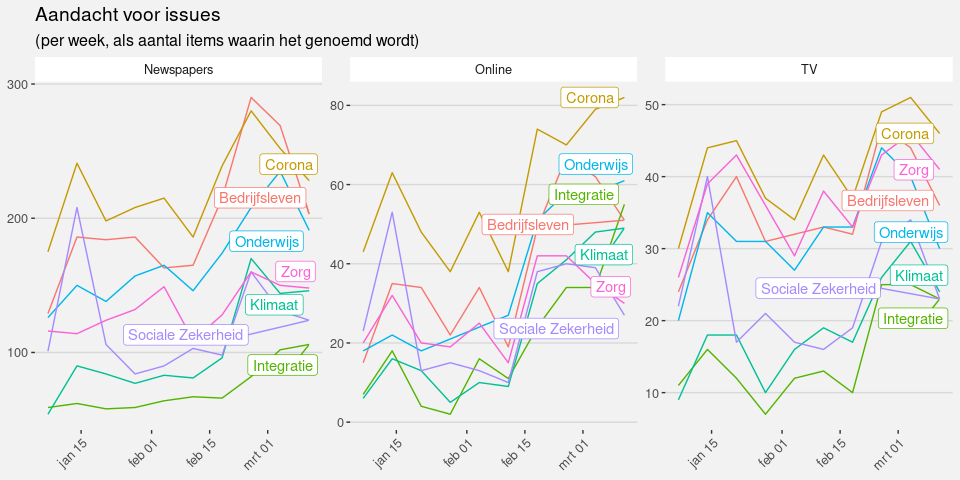 Aandacht voor issues
(per week, als aantal items waarin het genoemd wordt)
Newspapers
300
200
100
Corona
Bedrijfsleven
Onderwijs
Zorg
Klimaat
Sociale Zekerheid
Integratie
jan 15
feb 01
feb 15
mrt 01
Online
80
60
40
20
0
Corona
Onderwijs
Integratie
Bedrijfsleven
Klimaat
Zorg
Sociale Zekerheid
jan 15
feb 01
feb 15
mrt 01
TV
50
40
30
20
10
Corona
Zorg
Bedrijfsleven
Onderwijs
Klimaat
Sociale Zekerheid
Integratie
jan 15
feb 01
feb 15
mrt 01